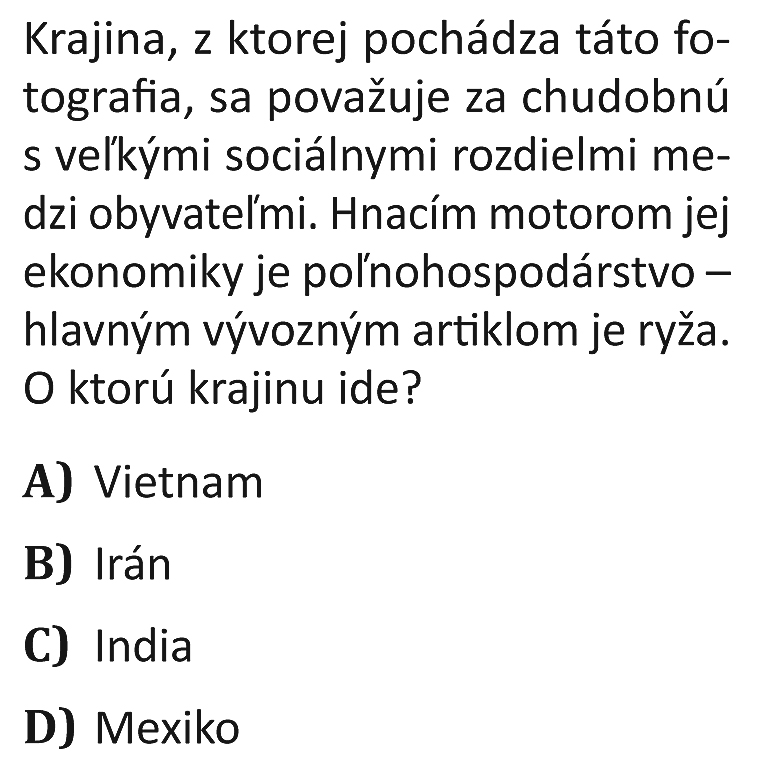 Krajina, z ktorej pochádza táto fo-
tografia, sa považuje za chudobnú
s veľkými sociálnymi rozdielmi me-
dzi obyvateľmi. Hnacím motorom jej
ekonomiky je poľnohospodárstvo –
hlavným vývozným artiklom je ryža.
O ktorú krajinu ide?
A) Vietnam
B) Irán
C) India
D) Mexiko